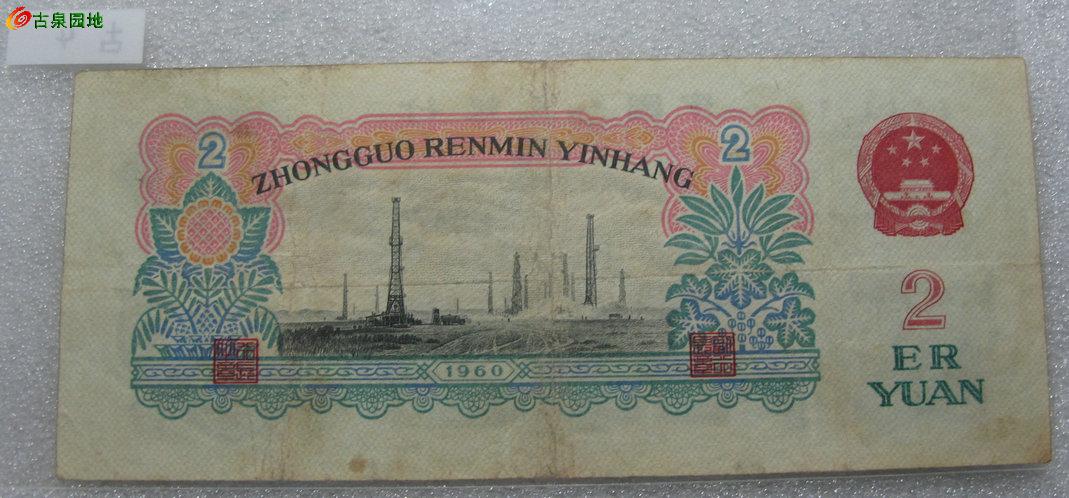 古泉园地
2
2
ZHONGGUO RENMIN YINHANG
2
ER
YUAN
1960